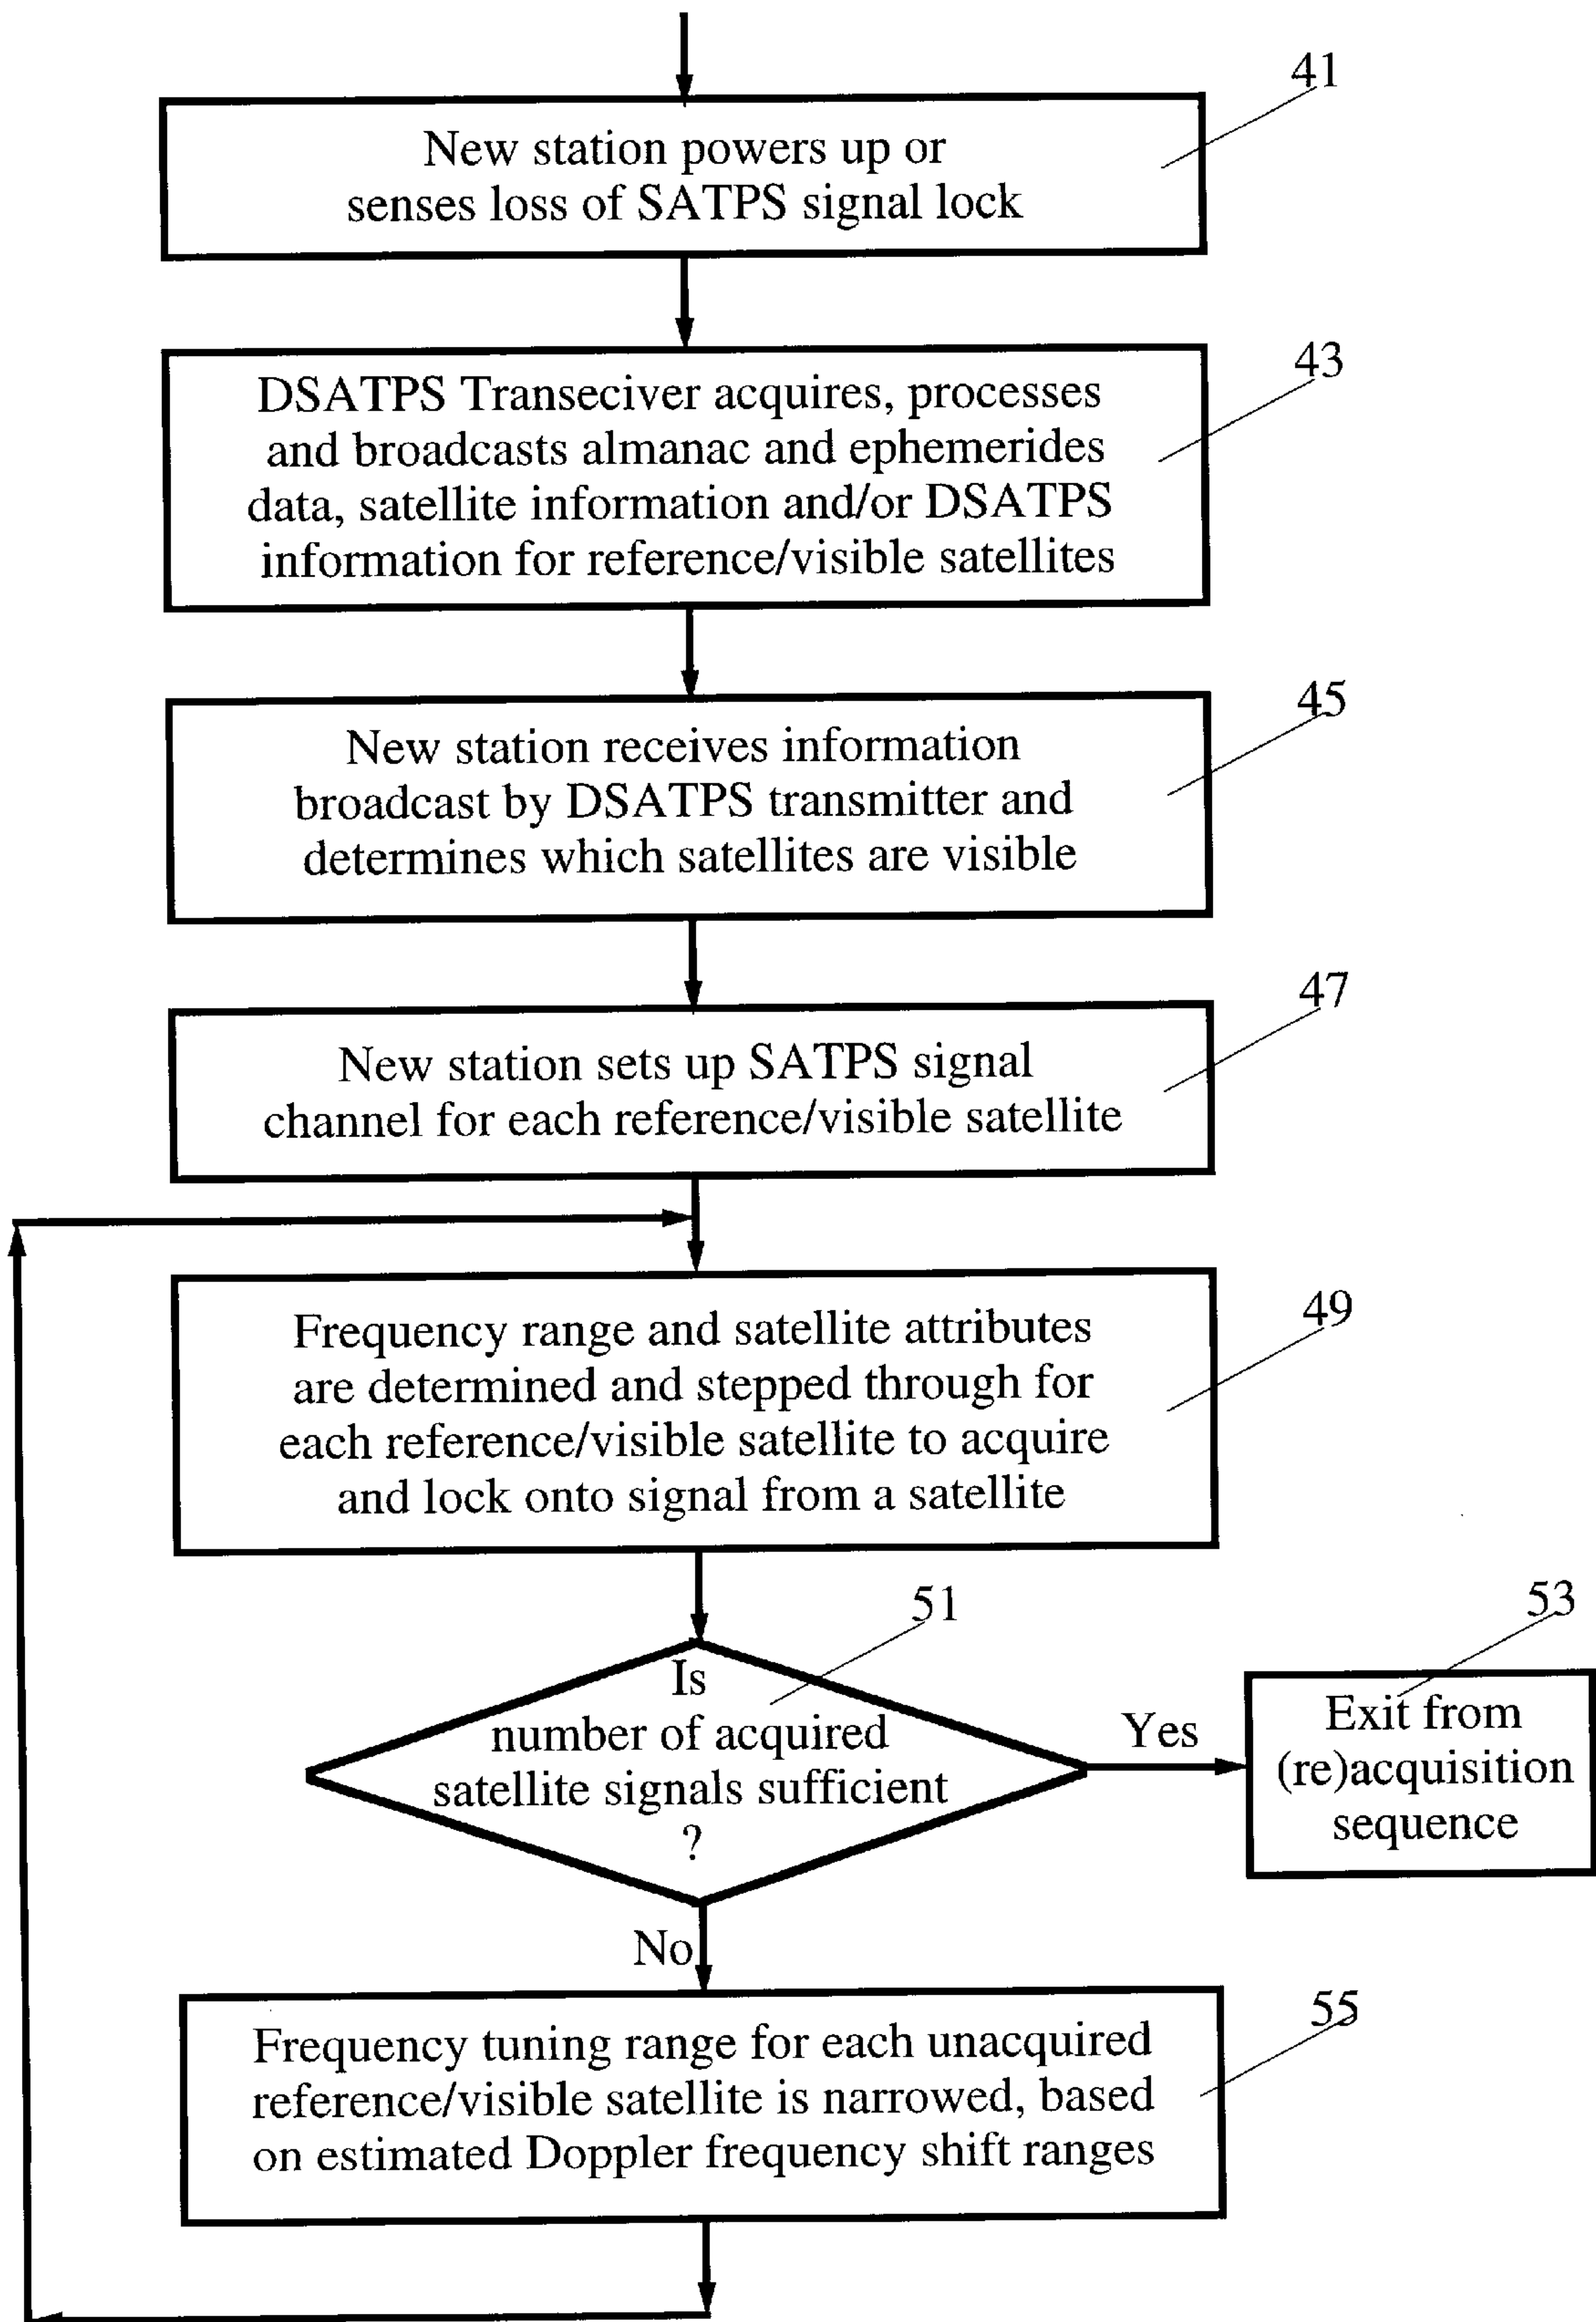 41
New station powers up or
senses loss of SATPS signal lock
43
DSATPS Transeciver acquires, processes
and broadcasts almanac and ephemerides
data, satellite information and/or DSATPS
information for reference/visible satellites
45
New station receives information
broadcast by DSATPS transmitter and
determines which satellites are visible
47
New station sets up SATPS signal
channel for each reference/visible satellite
49
Frequency range and satellite attributes
are determined and stepped through for
each reference/visible satellite to acquire
and lock onto signal from a satellite
51
Is
number of acquired
satellite signals sufficient
?
Yes
53
Exit from
(re)acquisition
sequence
No
55
Frequency tuning range for each unacquired
reference/visible satellite is narrowed, based
on estimated Doppler frequency shift ranges